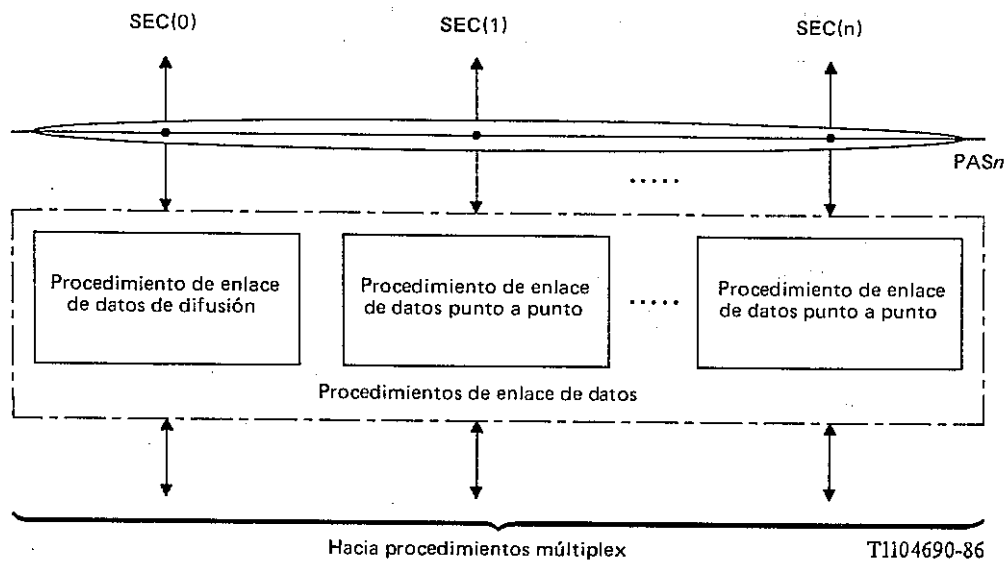 SEC(0)
SEC(1)
SEC(n)
PASn
.....
Procedimiento de enlace
de datos de difusión
Procedimiento de enlace
de datos punto a punto
.....
Procedimiento de enlace
de datos punto a punto
Procedimientos de enlace de datos
Hacia procedimientos múltiplex
T1104690-86